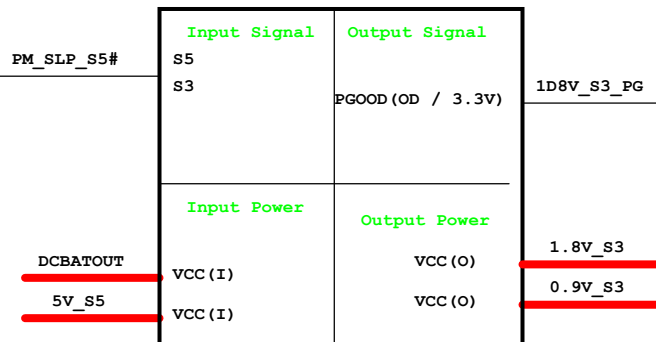 Input Signal
Output Signal
PM_SLP_S5#
S5
S3
PGOOD(OD / 3.3V)
1D8V_S3_PG
Input Power
Output Power
DCBATOUT
VCC(I)
VCC(O)
1.8V_S3
5V_S5
VCC(I)
VCC(O)
0.9V_S3